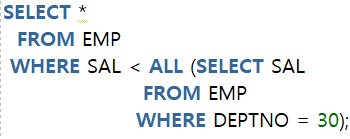 SELECT *
FROM EMP
WHERE SAL < ALL (SELECT SAL
FROM EMP
WHERE DEPTNO = 30);